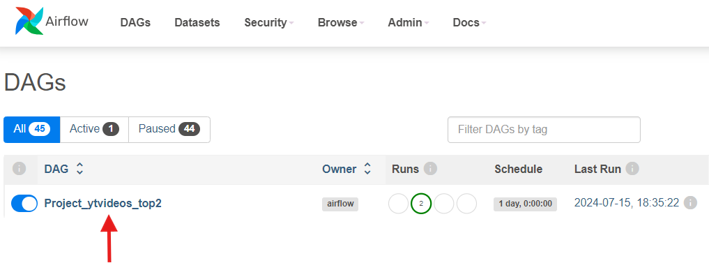 Airflow DAGs Datasets Security Browse Admin Docs
DAGs
All 45 Active 1 Paused 44 Filter DAGs by tag
DAG Owner Runs Schedule Last Run
Project_ytvideos_top2 airflow 2 1 day, 0:00:00 2024-07-15, 18:35:22